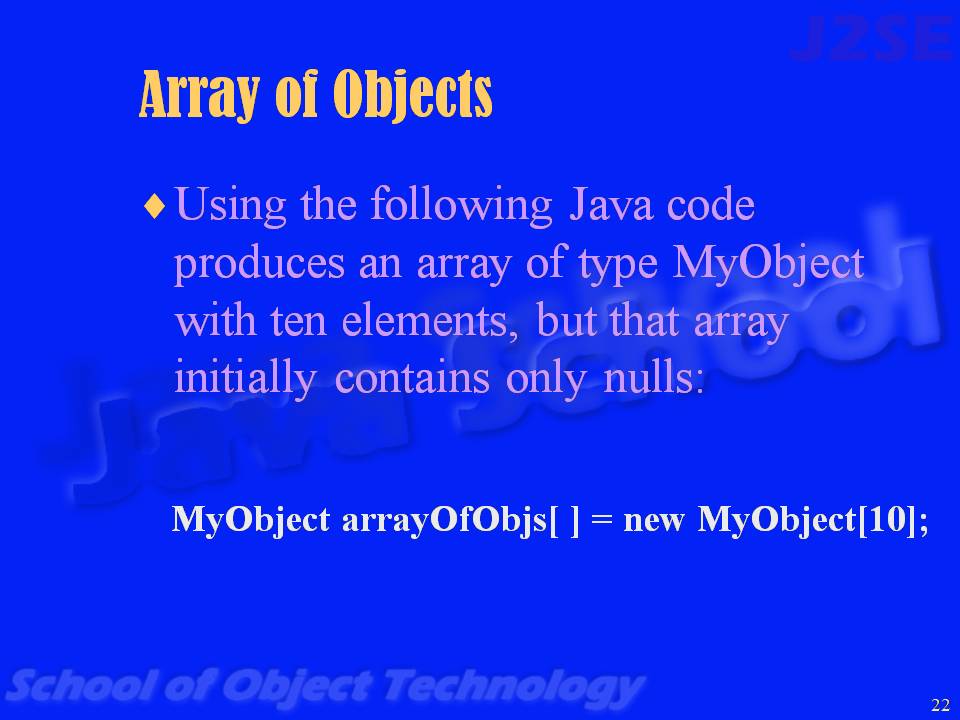 J2SE
Array of Objects
Using the following Java code
produces an array of type MyObject
with ten elements, but that array
initially contains only nulls:
Java School
MyObject arrayOfObjs[ ] = new MyObject[10];
School of Object Technology
22